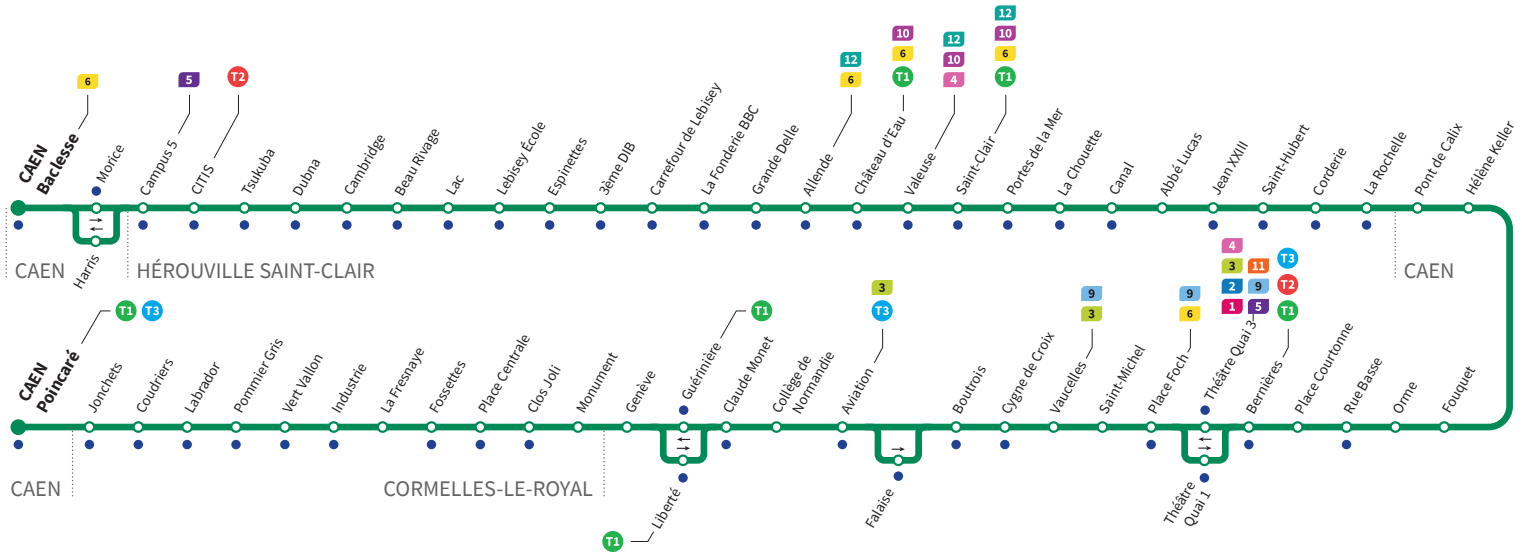 12
10
6
T1
12
10
4
10
6
T1
12
6
6
5
T2
CAEN
Baclesse
Morice
Campus 5
CITIS
Tsukuba
Dubna
Cambridge
Beau Rivage
Lac
Lebisey École
Espinettes
3ème DIB
Carrefour de Lebisey
La Fonderie BBC
Grande Delle
Allende
Château d'Eau
Valeuse
Saint-Clair
Portes de la Mer
La Chouette
Canal
Abbé Lucas
Jean XXIII
Saint-Hubert
Corderie
La Rochelle
Pont de Calix
Hélène Keller
Harris
CAEN
HÉROUVILLE SAINT-CLAIR
CAEN
T1
T3
T1
3
T3
9
3
9
6
4
3
2
1
11
9
5
T3
T2
T1
CAEN
Poincaré
Jonchets
Coudriers
Labrador
Pommier Gris
Vert Vallon
Industrie
La Fresnaye
Fossettes
Place Centrale
Clos Joli
Monument
Genève
Guérinière
Claude Monet
Collège de
Normandie
Aviation
Boutrois
Cygne de Croix
Vaucelles
Saint-Michel
Place Foch
Théâtre Quai 3
Bernières
Place Courtonne
Rue Basse
Orme
Fouquet
CAEN
CORMELLES-LE-ROYAL
Liberté
T1
Falaise
Théâtre
Quai 1